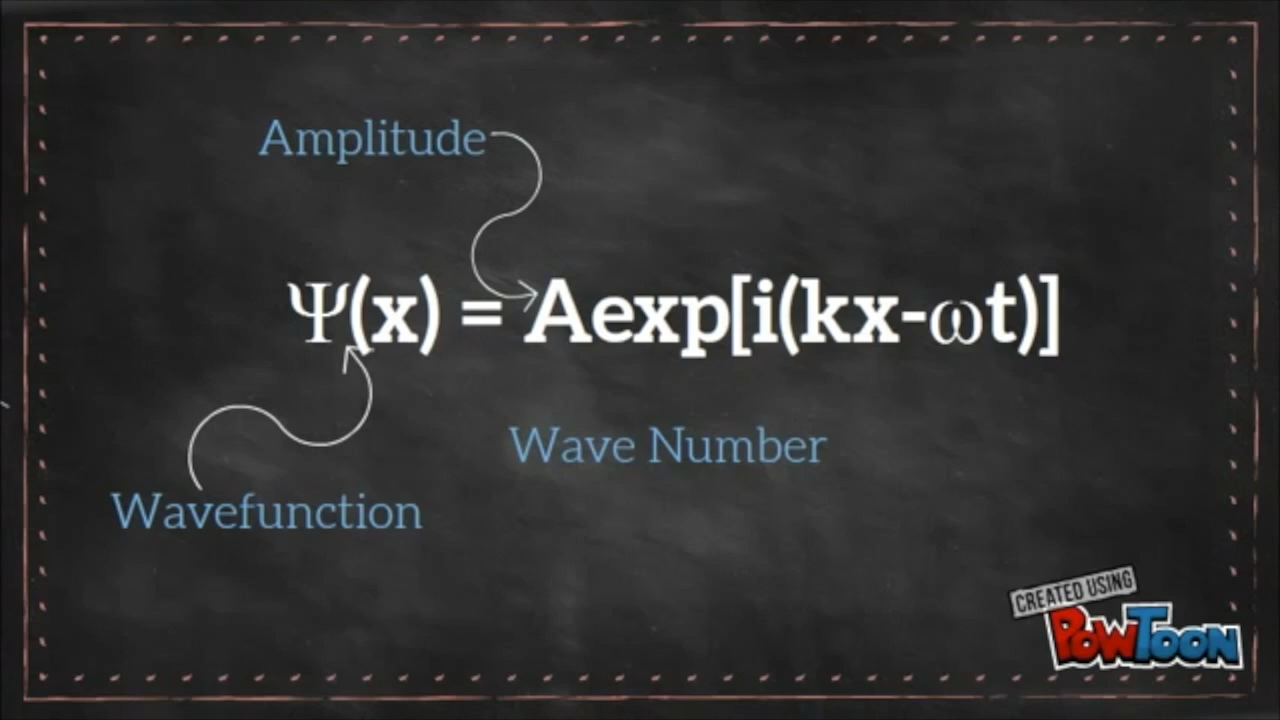 Amplitude
Ψ(x) = Aexp[i(kx-ωt)]
Wave Number
Wavefunction
CREATED USING
POWTOON